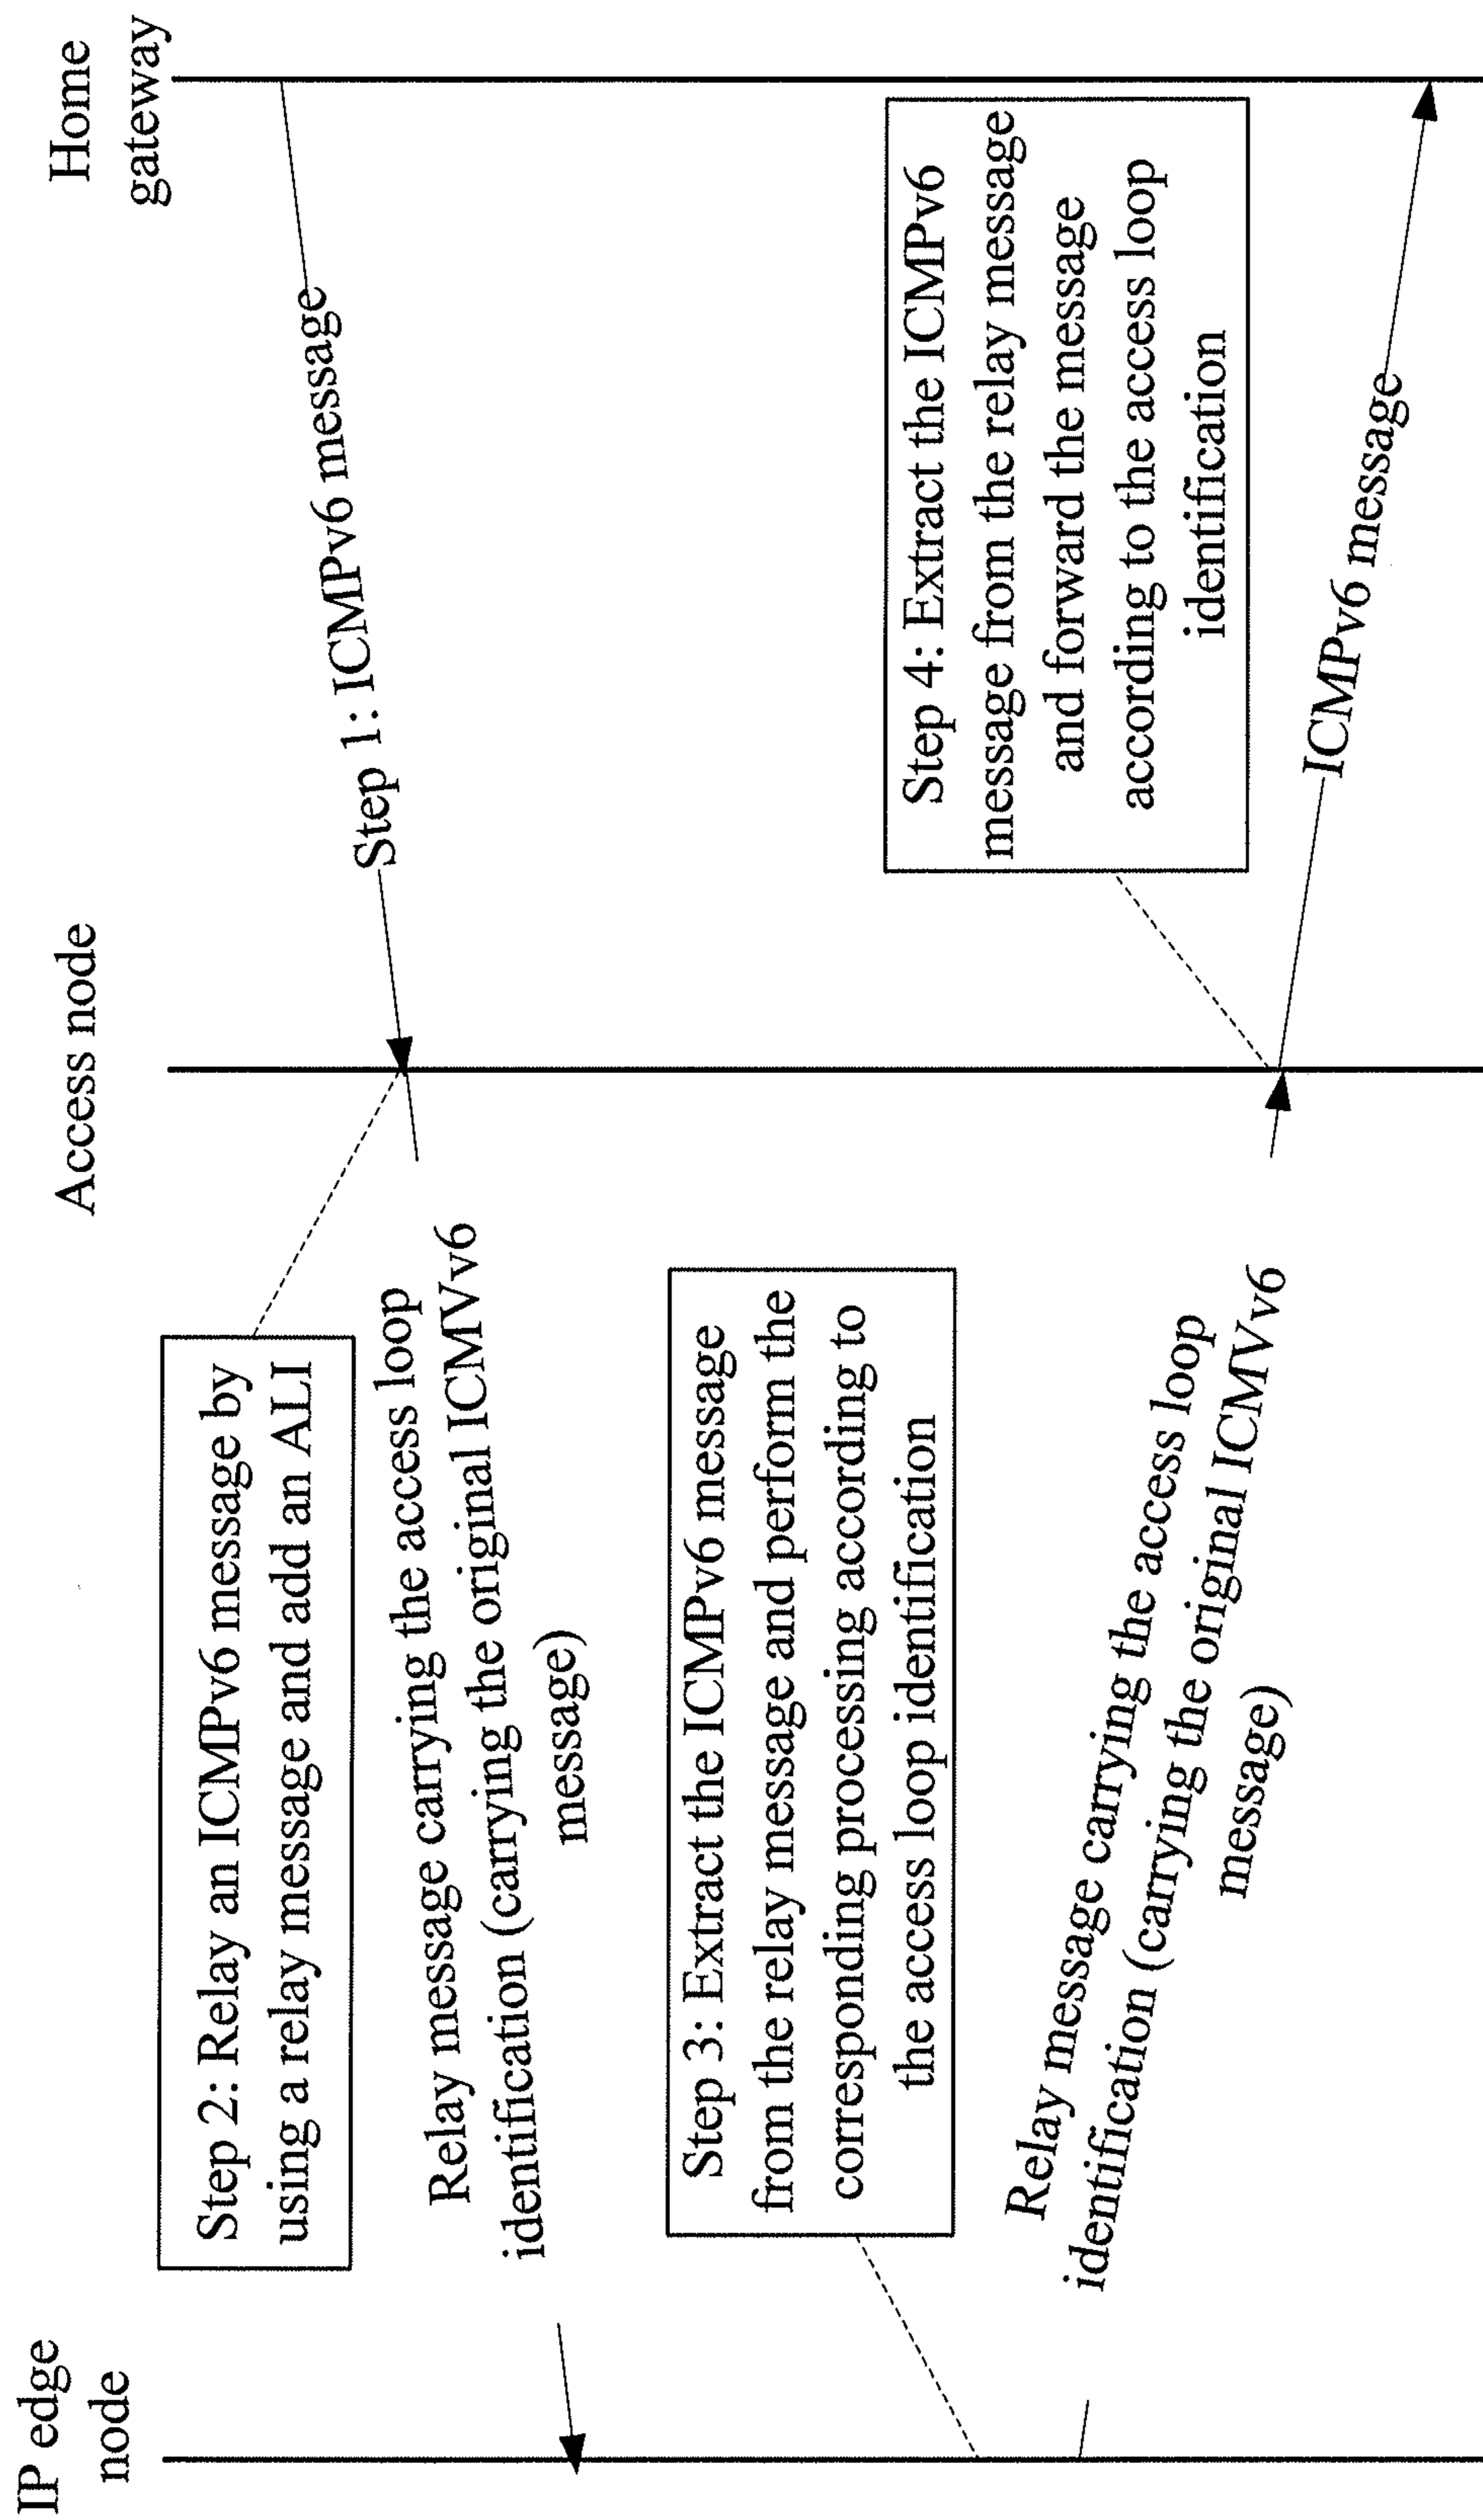 IP edge
node
Access node
Home
gateway
Step 1: ICMPv6 message
Step 2: Relay an ICMPv6 message by
using a relay message and add an ALI
Relay message carrying the access loop
identification (carrying the original ICMVv6
message)
Step 3: Extract the ICMPv6 message
from the relay message and perform the
corresponding processing according to
the access loop identification
Relay message carrying the access loop
identification (carrying the original ICMVv6
message)
Step 4: Extract the ICMPv6
message from the relay message
and forward the message
according to the access loop
identification
ICMPv6 message